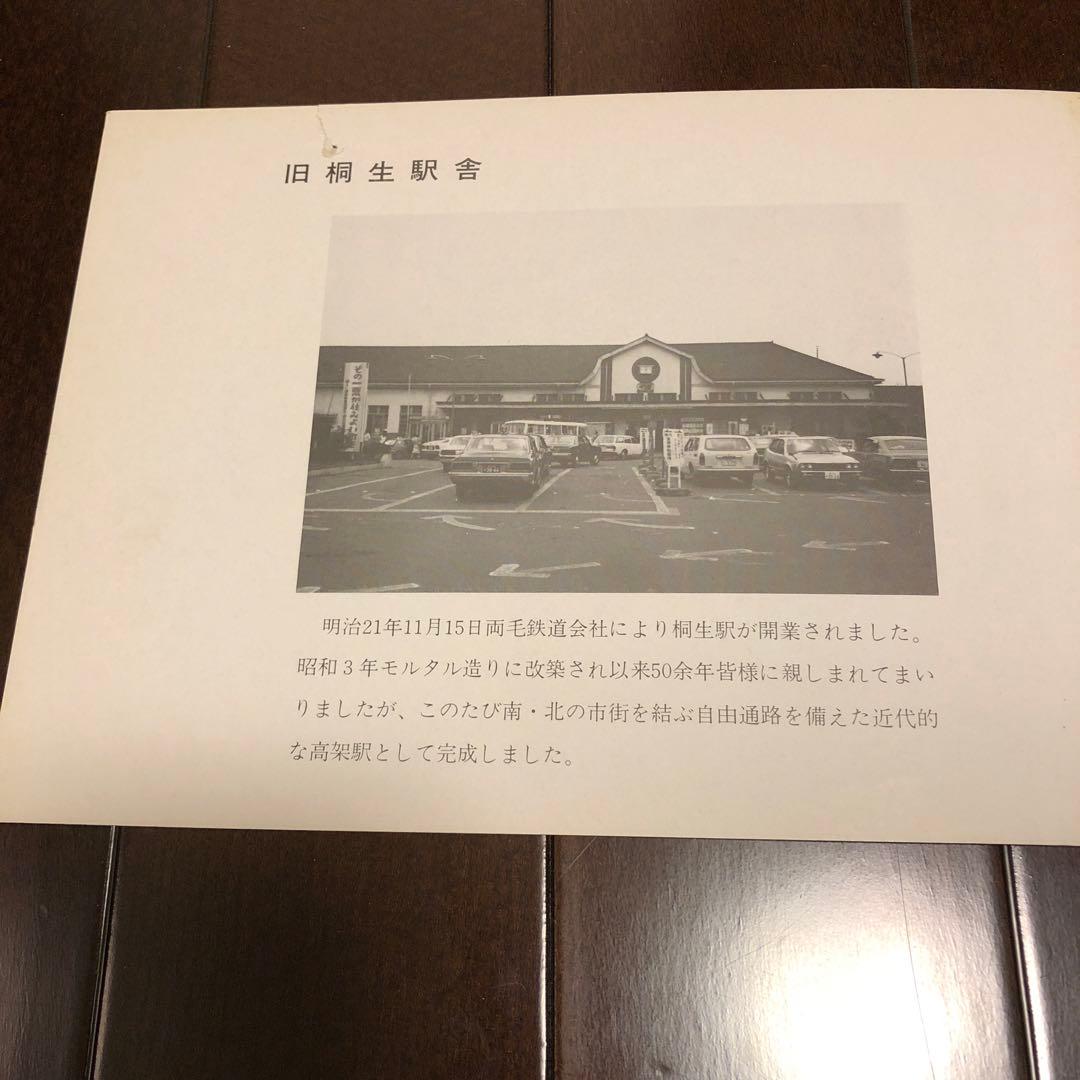 旧桐生駅舎
明治21年11月15日両毛鉄道会社により桐生駅が開業されました。
昭和3年モルタル造りに改築され以来50余年皆様に親しまれてまい
りましたが、このたび南・北の市街を結ぶ自由通路を備えた近代的
な高架駅として完成しました。